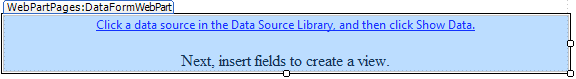 WebPartPages:DataFormWebPart
Click a data source in the Data Source Library, and then click Show Data.
Next, insert fields to create a view.